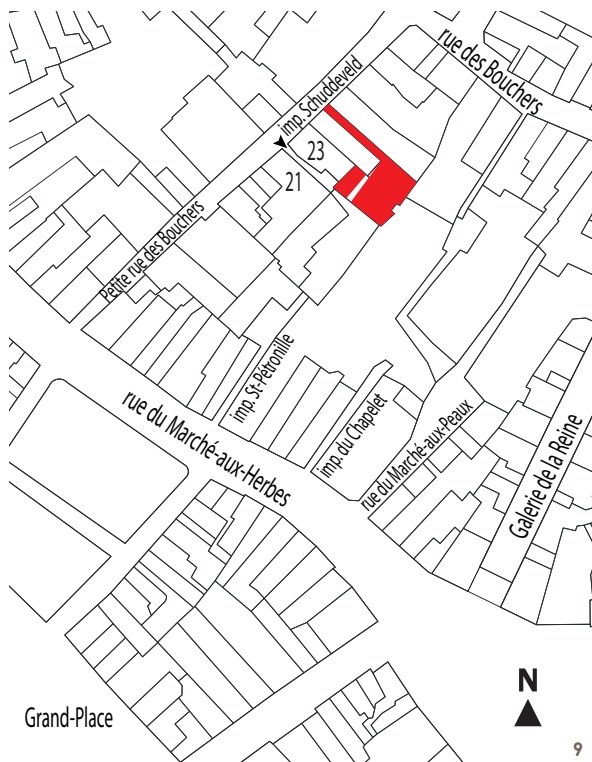 rue des Bouchers
imp. Schuddeveld
23
21
Petite rue des Bouchers
imp. St-Pétronille
imp. du Chapelet
rue du Marché-aux-Herbes
rue du Marché-aux-Peaux
Galerie de la Reine
Grand-Place
N
9